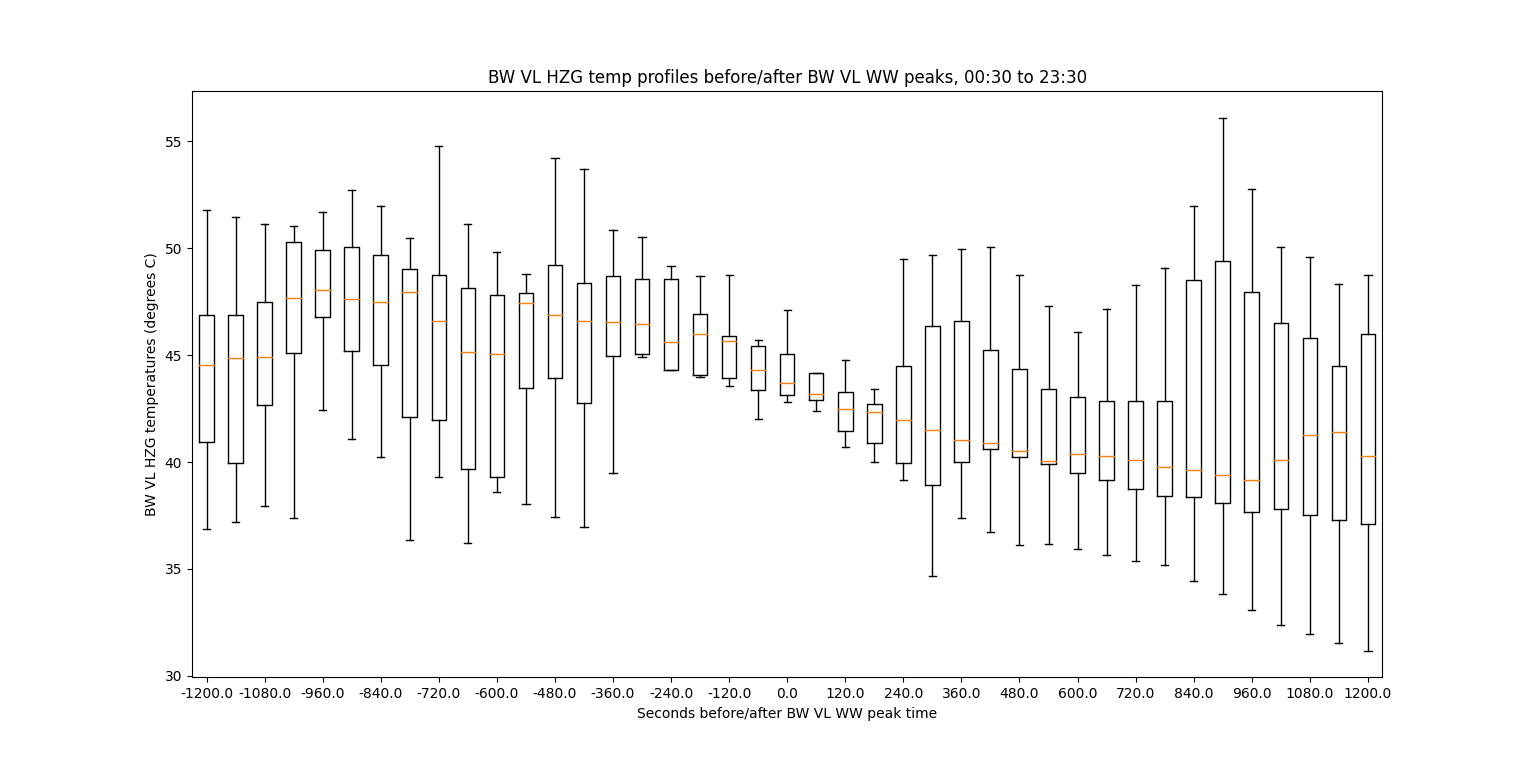 BW VL HZG temp profiles before/after BW VL WW peaks, 00:30 to 23:30
BW VL HZG temperatures (degrees C)
55
50
45
40
35
30
-1200.0 -1080.0 -960.0 -840.0 -720.0 -600.0 -480.0 -360.0 -240.0 -120.0 0.0 120.0 240.0 360.0 480.0 600.0 720.0 840.0 960.0 1080.0 1200.0
Seconds before/after BW VL WW peak time